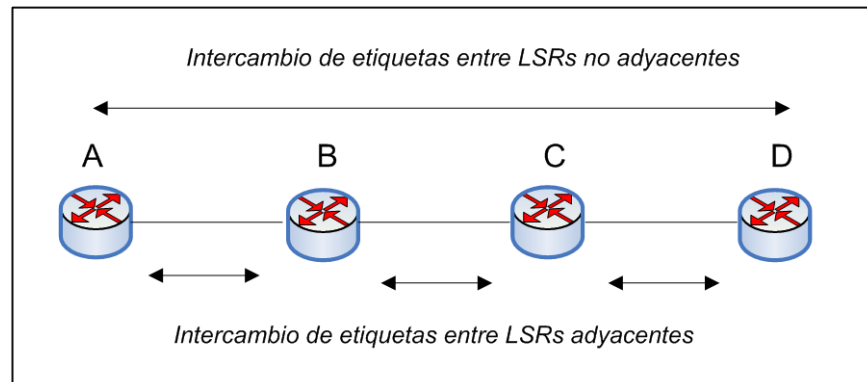 Intercambio de etiquetas entre LSRs no adyacentes
A B C D
Intercambio de etiquetas entre LSRs adyacentes